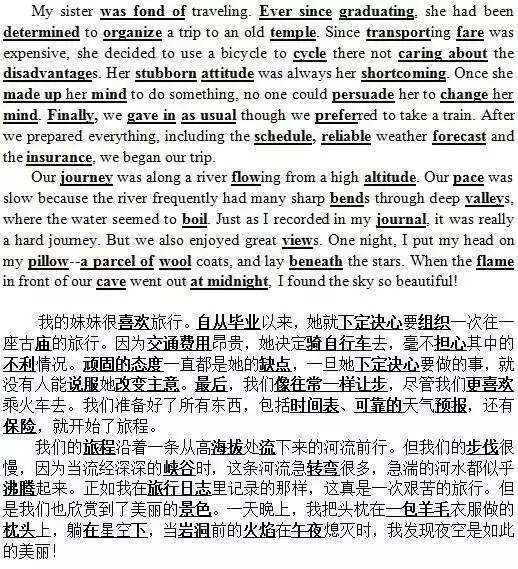 My sister was fond of traveling. Ever since graduating, she had been
determined to organize a trip to an old temple. Since transporting fare was
expensive, she decided to use a bicycle to cycle there not caring about the
disadvantages. Her stubborn attitude was always her shortcoming. Once she
made up her mind to do something, no one could persuade her to change her
mind. Finally, we gave in as usual though we preferred to take a train. After
we prepared everything, including the schedule, reliable weather forecast and
the insurance, we began our trip.
Our journey was along a river flowing from a high altitude. Our pace was
slow because the river frequently had many sharp bends through deep valleys,
where the water seemed to boil. Just as I recorded in my journal, it was really
a hard journey. But we also enjoyed great views. One night, I put my head on
my pillow--a parcel of wool coats, and lay beneath the stars. When the flame
in front of our cave went out at midnight, I found the sky so beautiful!
我的妹妹很喜欢旅行。自从毕业以来，她就下定决心要组织一次往一
座古庙的旅行。因为交通费用昂贵，她决定骑自行车去，毫不担心其中的
不利情况。顽固的态度一直都是她的缺点，一旦她下定决心要做的事，就
没有人能说服她改变主意。最后，我们像往常一样让步，尽管我们更喜欢
乘火车去。我们准备好了所有东西，包括时间表、可靠的天气预报，还有
保险，就开始了旅程。
我们的旅程沿着一条从高海拔处流下来的河流前行。但我们的步伐很
慢，因为当流经深深的峡谷时，这条河流急转弯很多，急湍的河水都似乎
沸腾起来。正如我在旅行日志里记录的那样，这真是一次艰苦的旅行。但
是我们也欣赏到了美丽的景色。一天晚上，我把头枕在一包羊毛衣服做的
枕头上，躺在星空下，当岩洞前的火焰在午夜熄灭时，我发现夜空是如此
的美丽！